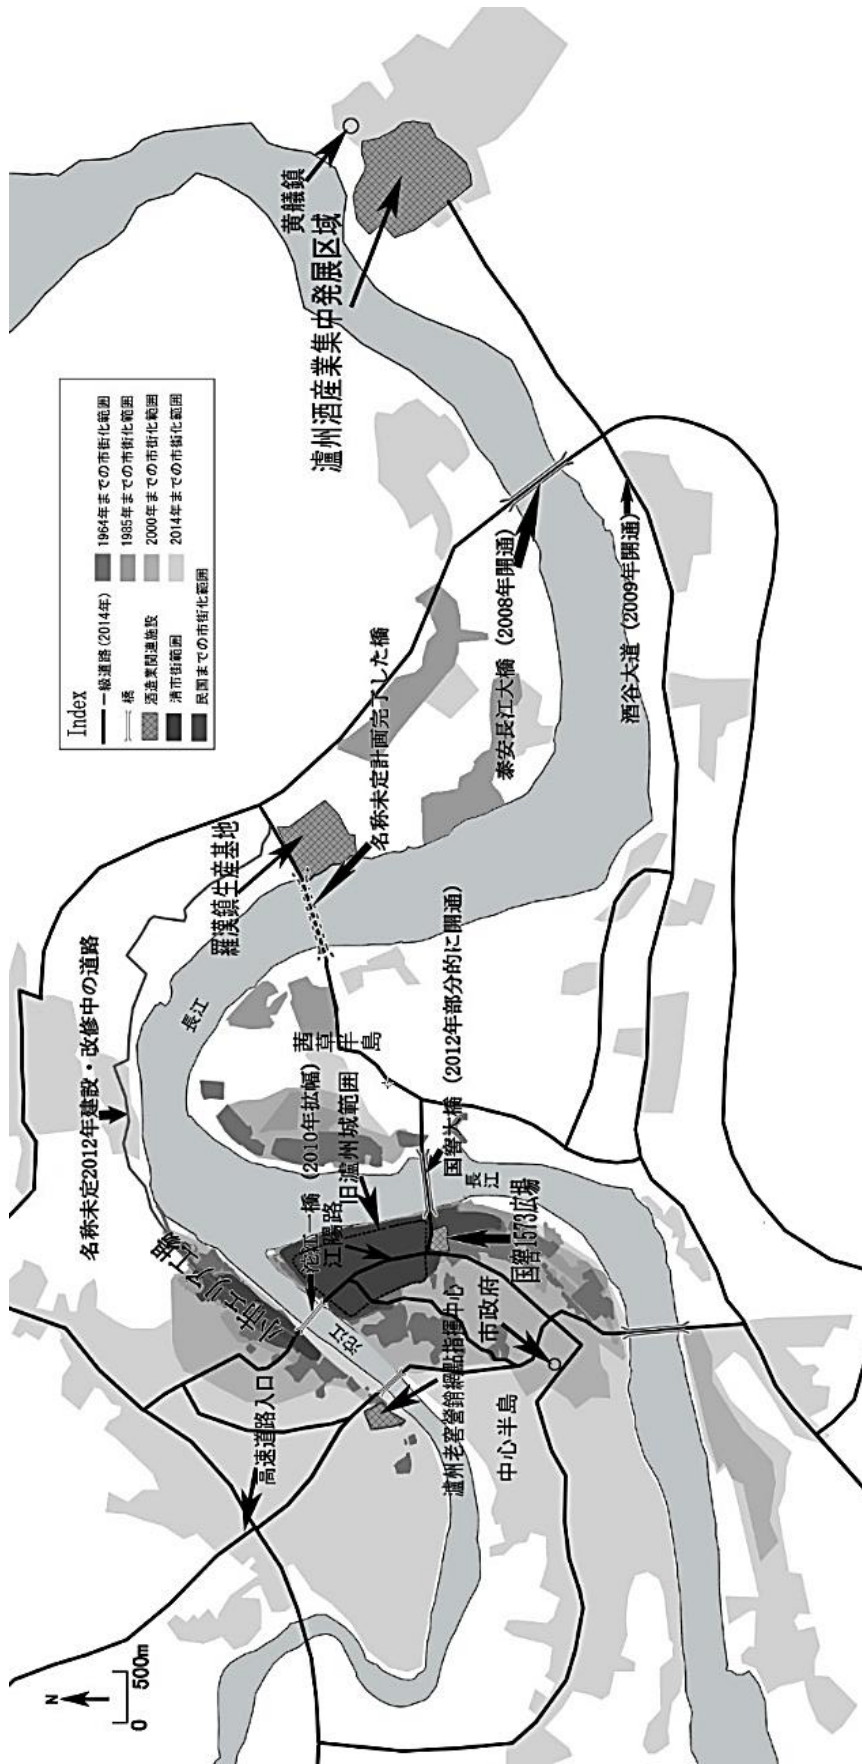 Index
一級道路(2014年)
橋
酒造業関連施設
清市街範囲
民国までの市街化範囲
1964年までの市街化範囲
1985年までの市街化範囲
2000年までの市街化範囲
2014年までの市街化範囲
N
0 500m
高速道路入口
小市エリア工場
名称未定2012年建設・改修中の道路
長江
羅漢鎮生産基地
名称未定計画完了した橋
泰安長江大橋（2008年開通）
酒谷大道（2009年開通）
瀘州酒産業集中発展区域
黄艤鎮
茜草半島
沱江一橋（2010年拡幅）
江陽路
旧瀘州城範囲
国窖大橋（2012年部分的に開通）
長江
国窖1573広場
沱江
瀘州老窖營銷網點指揮中心
市政府
中心半島